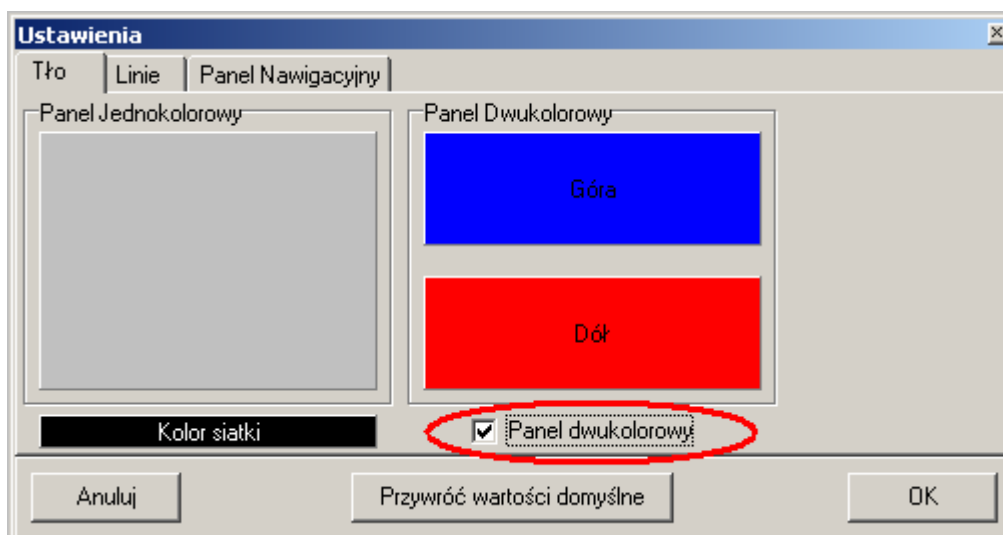 Ustawienia
Tło Linie Panel Nawigacyjny
Panel Jednokolorowy Panel Dwukolorowy
Góra
Dół
Kolor siatki Panel dwukolorowy
Anuluj Przywróć wartości domyślne OK